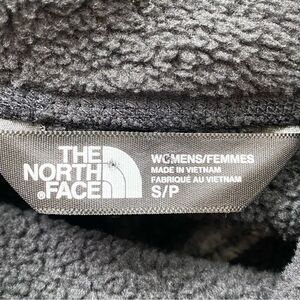 THE
NORTH
FACE
WOMENS/FEMMES
MADE IN VIETNAM
FABRIQUÉ AU VIETNAM
S/P